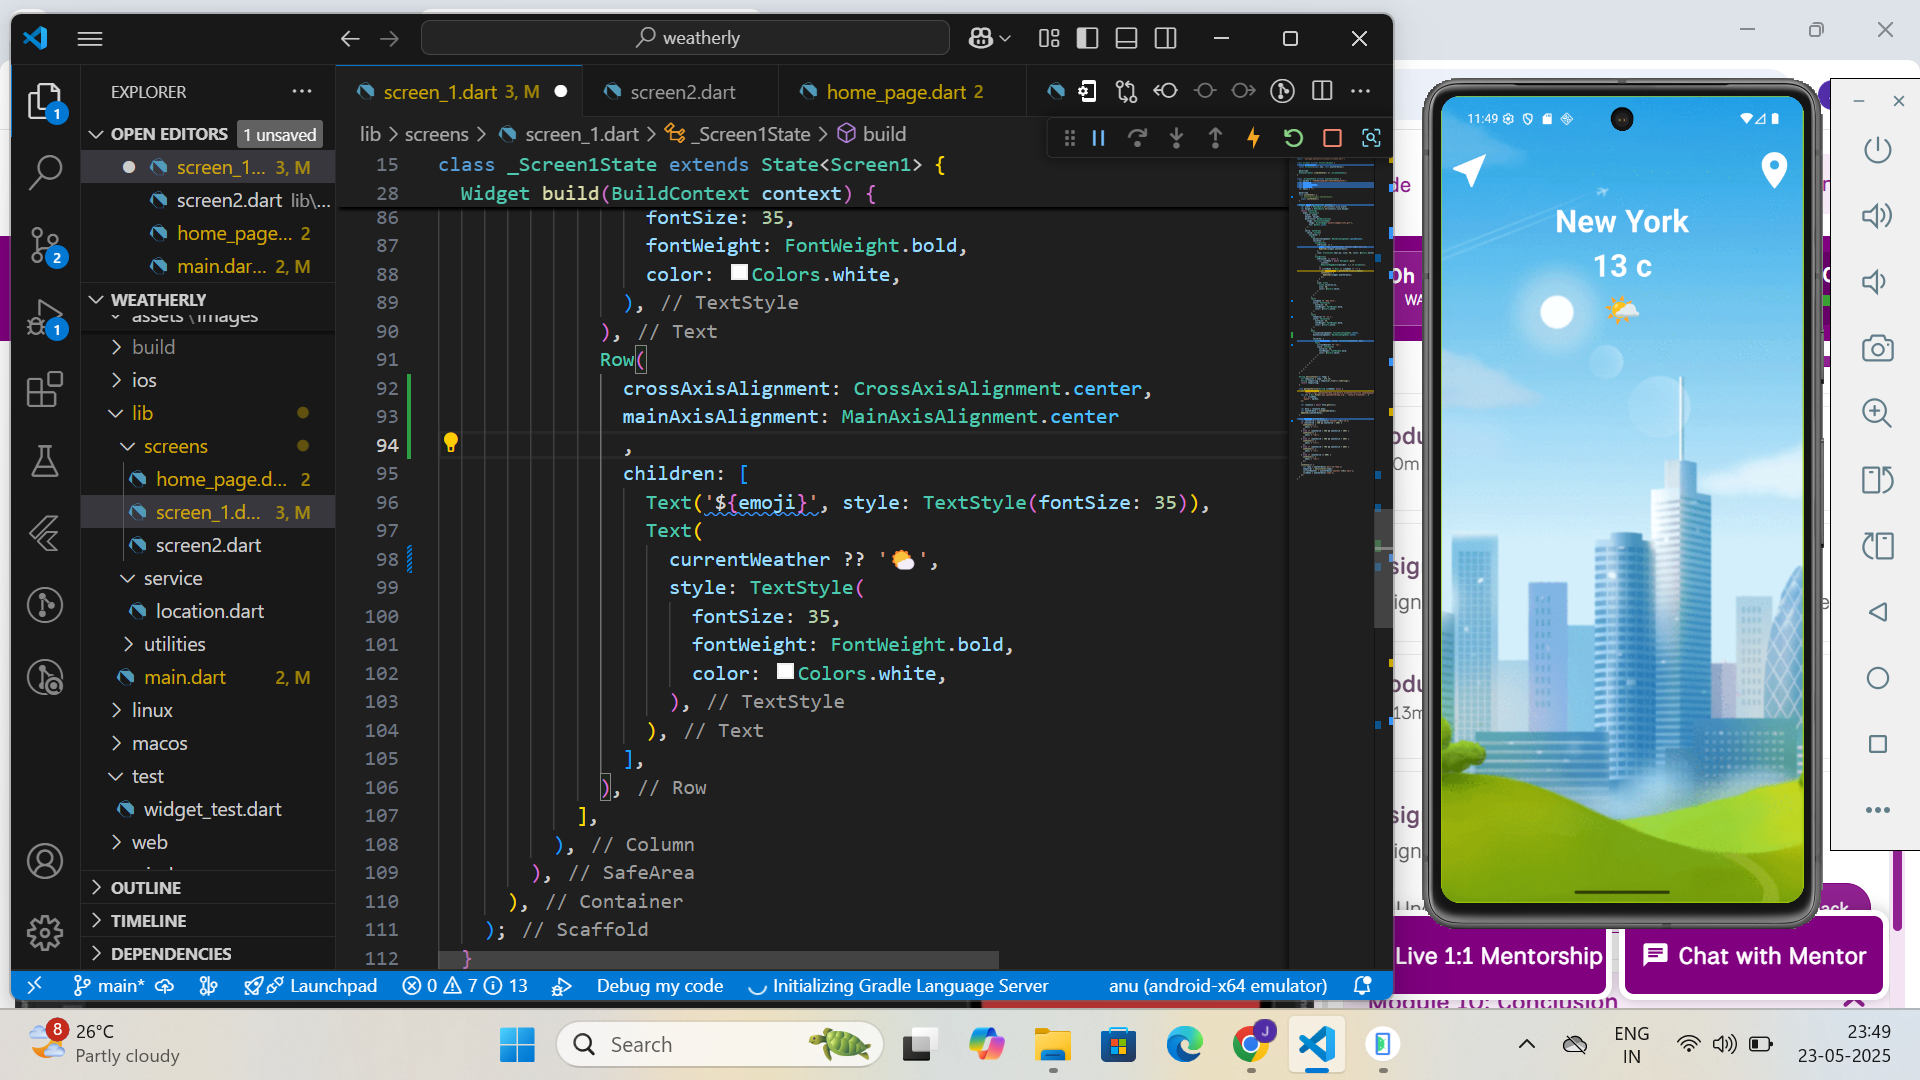 weatherly
EXPLORER
OPEN EDITORS 1 unsaved
screen_1... 3, M
screen2.dart lib\...
home_page... 2
main.dar... 2, M
WEATHERLY
assets \images
build
ios
lib
screens
home_page.d... 2
screen_1.d... 3, M
screen2.dart
service
location.dart
utilities
main.dart 2, M
linux
macos
test
widget_test.dart
web
OUTLINE
TIMELINE
DEPENDENCIES
1
2
1
screen_1.dart 3, M
screen2.dart
home_page.dart 2
lib > screens > screen_1.dart > _Screen1State > build
15 class _Screen1State extends State<Screen1> {
28 Widget build(BuildContext context) {
86 fontSize: 35,
87 fontWeight: FontWeight.bold,
88 color: Colors.white,
89 ), // TextStyle
90 ), // Text
91 Row(
92 crossAxisAlignment: CrossAxisAlignment.center,
93 mainAxisAlignment: MainAxisAlignment.center
94 ,
95 children: [
96 Text('${emoji}', style: TextStyle(fontSize: 35)),
97 Text(
98 currentWeather ?? '🌤️',
99 style: TextStyle(
100 fontSize: 35,
101 fontWeight: FontWeight.bold,
102 color: Colors.white,
103 ), // TextStyle
104 ), // Text
105 ],
106 ), // Row
107 ],
108 ), // Column
109 ), // SafeArea
110 ), // Container
111 ); // Scaffold
112 }
main* Launchpad 0 7 13 Debug my code Initializing Gradle Language Server anu (android-x64 emulator)
11:49
New York
13 c
Live 1:1 Mentorship
Chat with Mentor
Module 10: Conclusion
8
26°C
Partly cloudy
Search
J
ENG
IN
23:49
23-05-2025